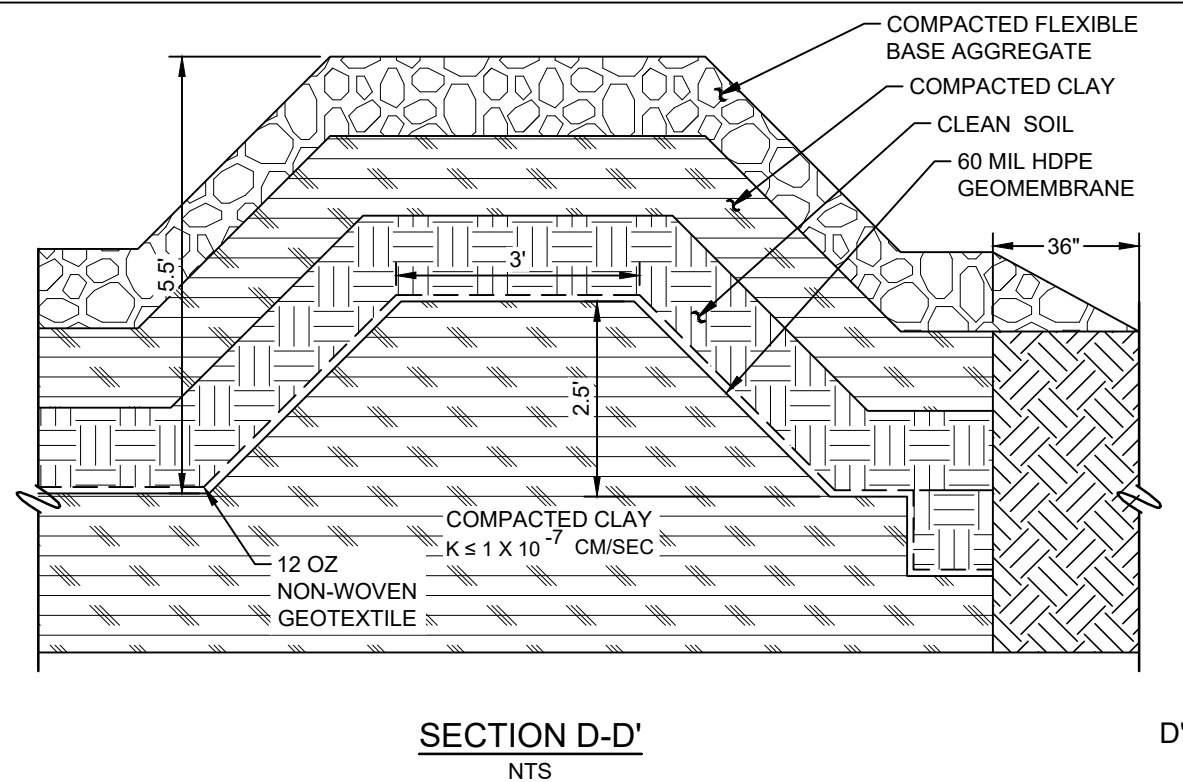 COMPACTED FLEXIBLE
BASE AGGREGATE
COMPACTED CLAY
CLEAN SOIL
60 MIL HDPE
GEOMEMBRANE
36"
5.5'
3'
2.5'
COMPACTED CLAY
K ≤ 1 X 10⁻⁷ CM/SEC
12 OZ
NON-WOVEN
GEOTEXTILE
SECTION D-D'
NTS
D'